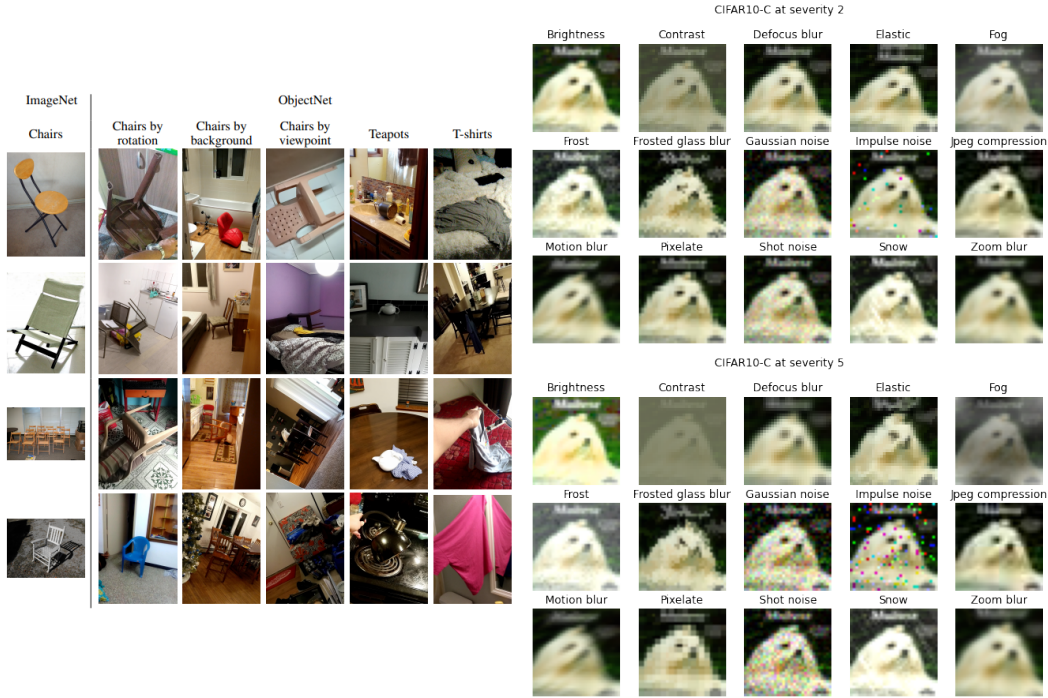 ImageNet
ObjectNet
Chairs
Chairs by
rotation
Chairs by
background
Chairs by
viewpoint
Teapots
T-shirts
CIFAR10-C at severity 2
Brightness
Contrast
Defocus blur
Elastic
Fog
Frost
Frosted glass blur
Gaussian noise
Impulse noise
Jpeg compression
Motion blur
Pixelate
Shot noise
Snow
Zoom blur
CIFAR10-C at severity 5
Brightness
Contrast
Defocus blur
Elastic
Fog
Frost
Frosted glass blur
Gaussian noise
Impulse noise
Jpeg compression
Motion blur
Pixelate
Shot noise
Snow
Zoom blur